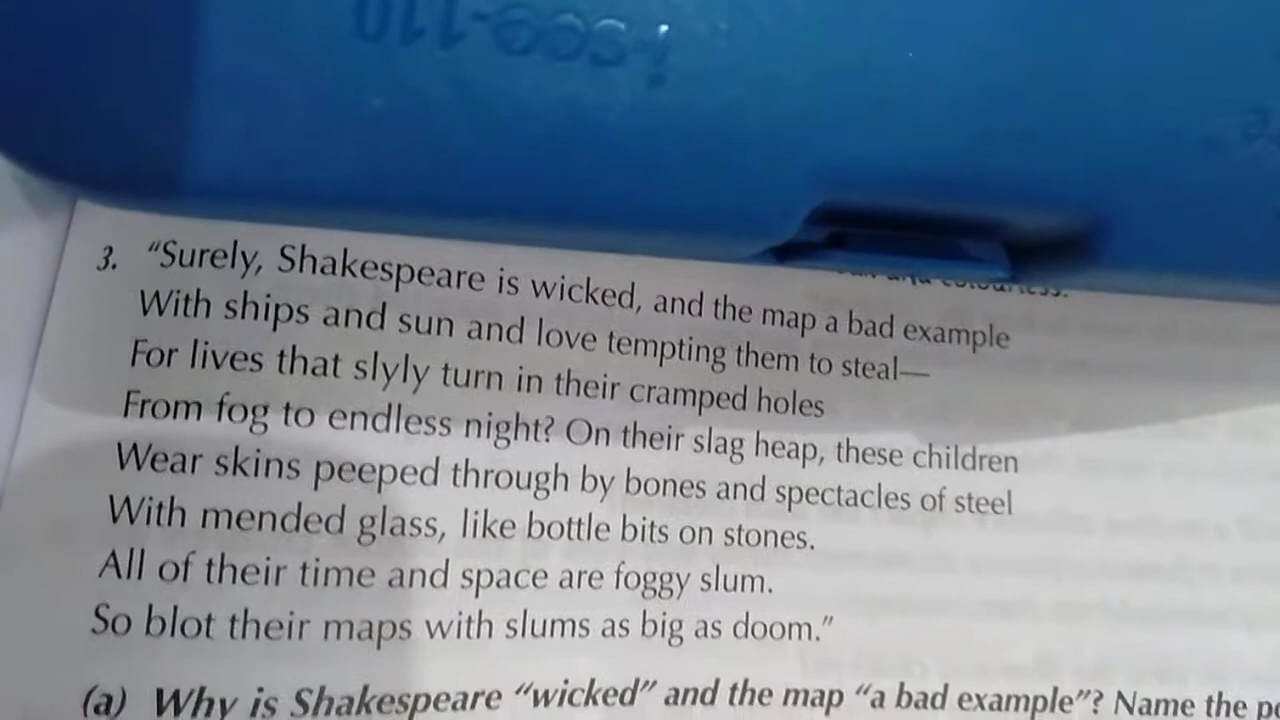 i-cee-110
3. "Surely, Shakespeare is wicked, and the map a bad example
With ships and sun and love tempting them to steal—
For lives that slyly turn in their cramped holes
From fog to endless night? On their slag heap, these children
Wear skins peeped through by bones and spectacles of steel
With mended glass, like bottle bits on stones.
All of their time and space are foggy slum.
So blot their maps with slums as big as doom."
(a) Why is Shakespeare "wicked" and the map "a bad example"? Name the